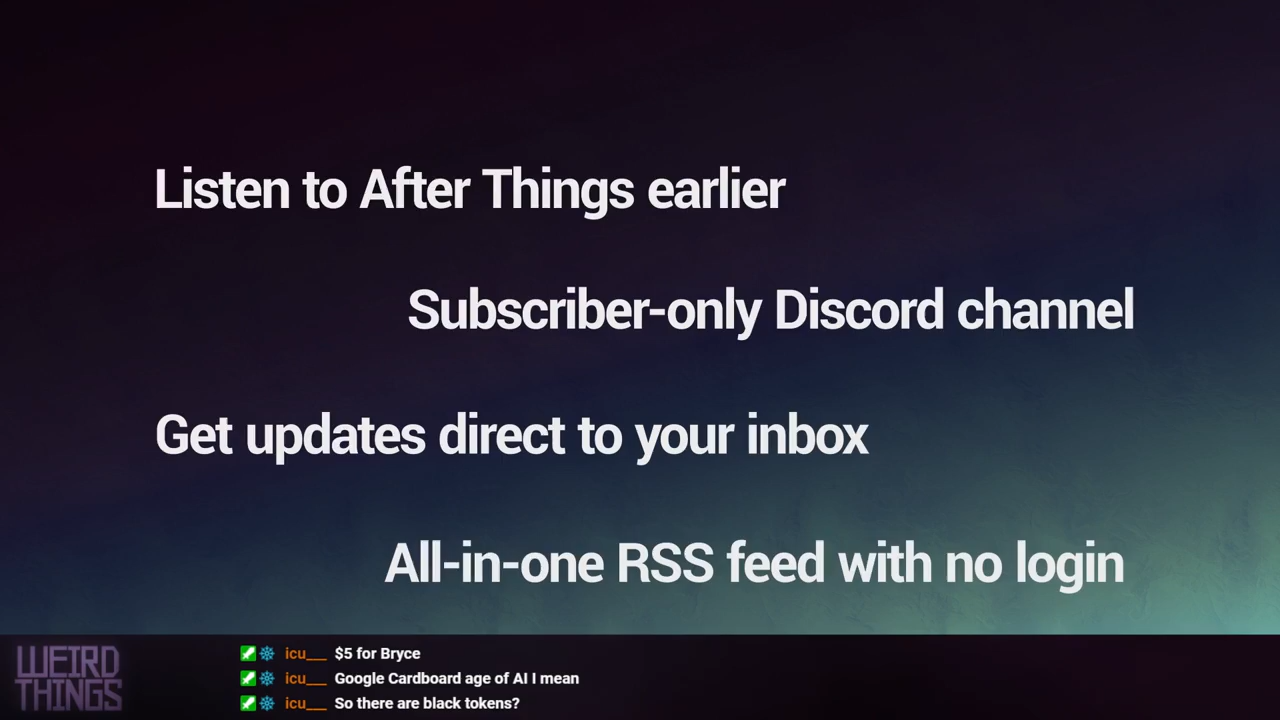 Listen to After Things earlier
Subscriber-only Discord channel
Get updates direct to your inbox
All-in-one RSS feed with no login
WEIRD
THINGS
icu___ $5 for Bryce
icu___ Google Cardboard age of AI I mean
icu___ So there are black tokens?